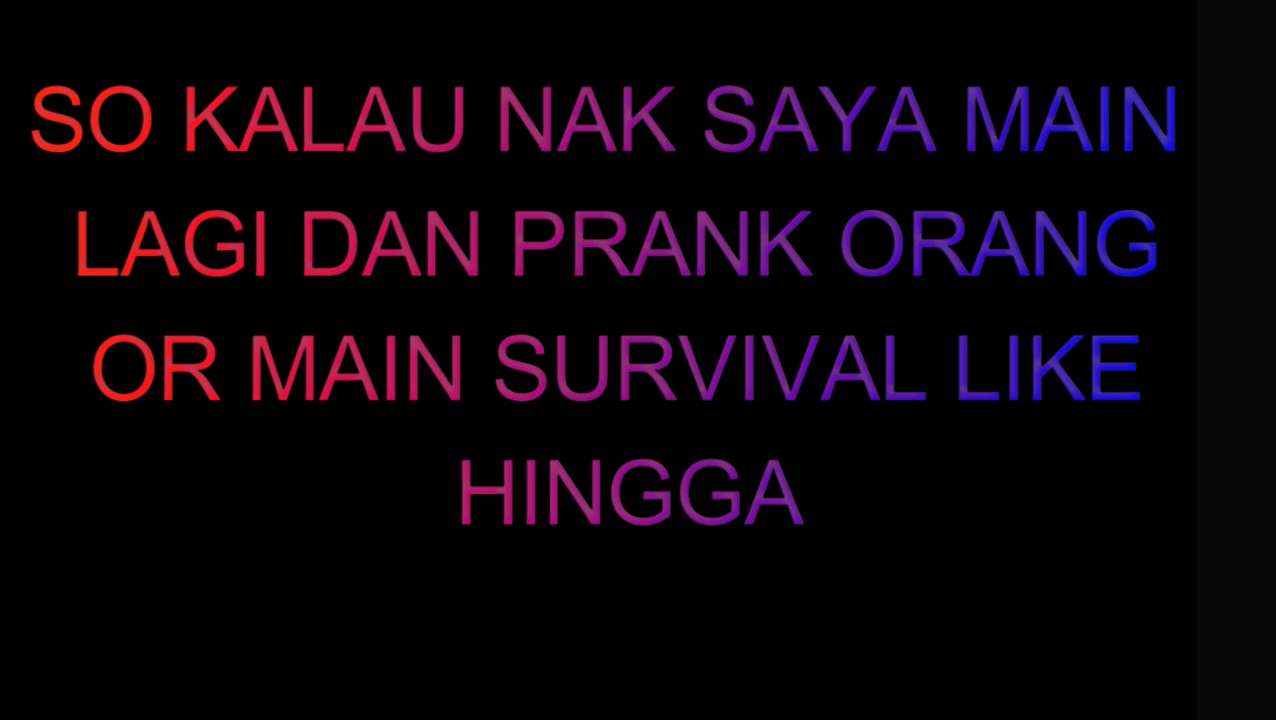 SO KALAU NAK SAYA MAIN
LAGI DAN PRANK ORANG
OR MAIN SURVIVAL LIKE
HINGGA